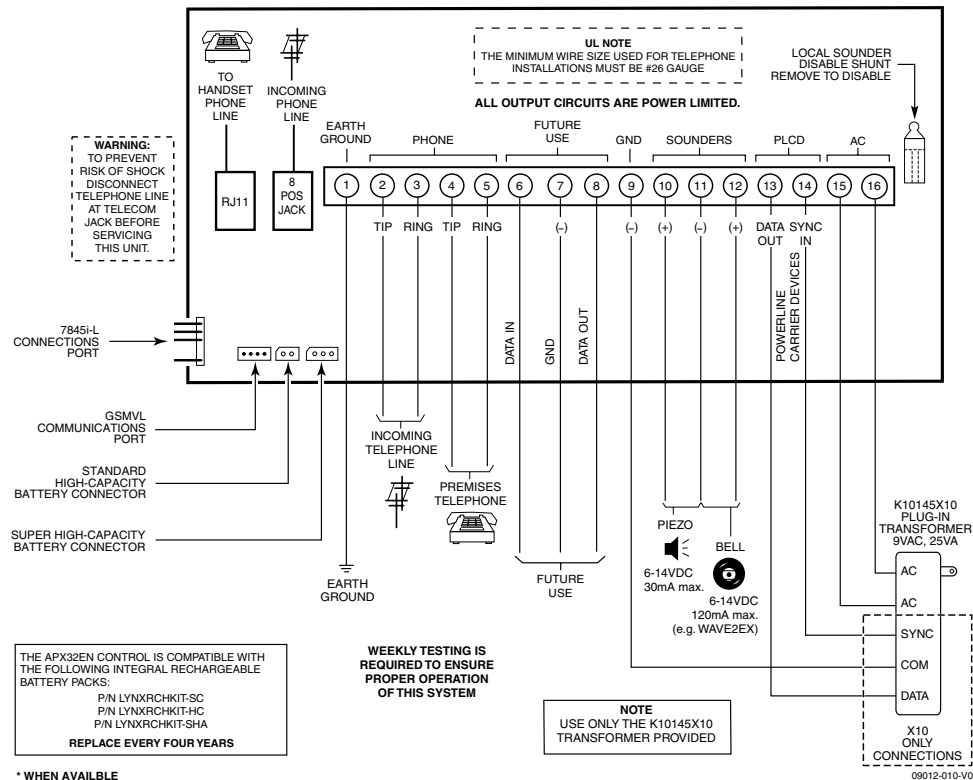 UL NOTE
THE MINIMUM WIRE SIZE USED FOR TELEPHONE
INSTALLATIONS MUST BE #26 GAUGE
ALL OUTPUT CIRCUITS ARE POWER LIMITED.
LOCAL SOUNDER
DISABLE SHUNT
REMOVE TO DISABLE
TO
HANDSET
PHONE
LINE
INCOMING
PHONE
LINE
RJ11
8
POS
JACK
WARNING:
TO PREVENT
RISK OF SHOCK
DISCONNECT
TELEPHONE LINE
AT TELECOM
JACK BEFORE
SERVICING
THIS UNIT.
EARTH
GROUND
PHONE
FUTURE
USE
GND
SOUNDERS
PLCD
AC
1 2 3 4 5 6 7 8 9 10 11 12 13 14 15 16
TIP RING TIP RING (–) (–) (+) (–) (+) DATA OUT SYNC IN
DATA IN
GND
DATA OUT
POWERLINE
CARRIER DEVICES
7845i-L
CONNECTIONS
PORT
GSMVL
COMMUNICATIONS
PORT
STANDARD
HIGH-CAPACITY
BATTERY CONNECTOR
SUPER HIGH-CAPACITY
BATTERY CONNECTOR
EARTH
GROUND
INCOMING
TELEPHONE
LINE
PREMISES
TELEPHONE
FUTURE
USE
PIEZO
6-14VDC
30mA max.
BELL
6-14VDC
120mA max.
(e.g. WAVE2EX)
K10145X10
PLUG-IN
TRANSFORMER
9VAC, 25VA
AC
AC
SYNC
COM
DATA
X10
ONLY
CONNECTIONS
THE APX32EN CONTROL IS COMPATIBLE WITH
THE FOLLOWING INTEGRAL RECHARGEABLE
BATTERY PACKS:
P/N LYNXRCHKIT-SC
P/N LYNXRCHKIT-HC
P/N LYNXRCHKIT-SHA
REPLACE EVERY FOUR YEARS
WEEKLY TESTING IS
REQUIRED TO ENSURE
PROPER OPERATION
OF THIS SYSTEM
NOTE
USE ONLY THE K10145X10
TRANSFORMER PROVIDED
* WHEN AVAILBLE
09012-010-V0